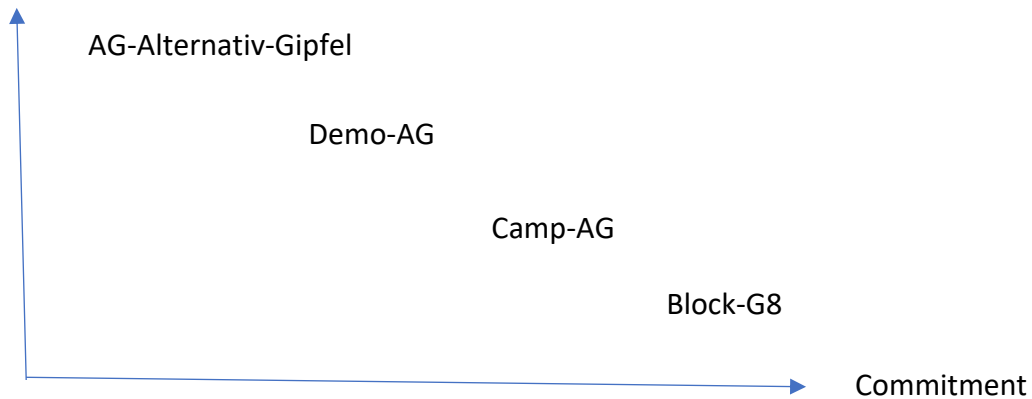 AG-Alternativ-Gipfel
Demo-AG
Camp-AG
Block-G8
Commitment